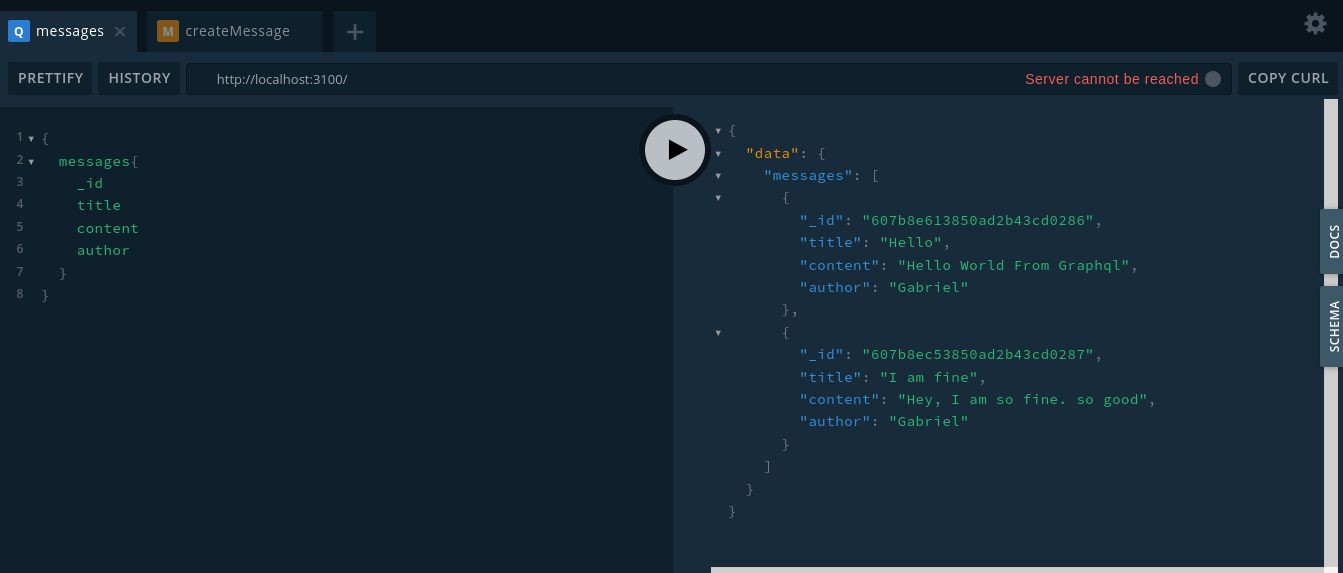 Q messages × M createMessage +
PRETTIFY HISTORY http://localhost:3100/ Server cannot be reached COPY CURL
1 {
2 messages{
3 _id
4 title
5 content
6 author
7 }
8 }
{
"data": {
"messages": [
{
"_id": "607b8e613850ad2b43cd0286",
"title": "Hello",
"content": "Hello World From Graphql",
"author": "Gabriel"
},
{
"_id": "607b8ec53850ad2b43cd0287",
"title": "I am fine",
"content": "Hey, I am so fine. so good",
"author": "Gabriel"
}
]
}
}
DOCS
SCHEMA